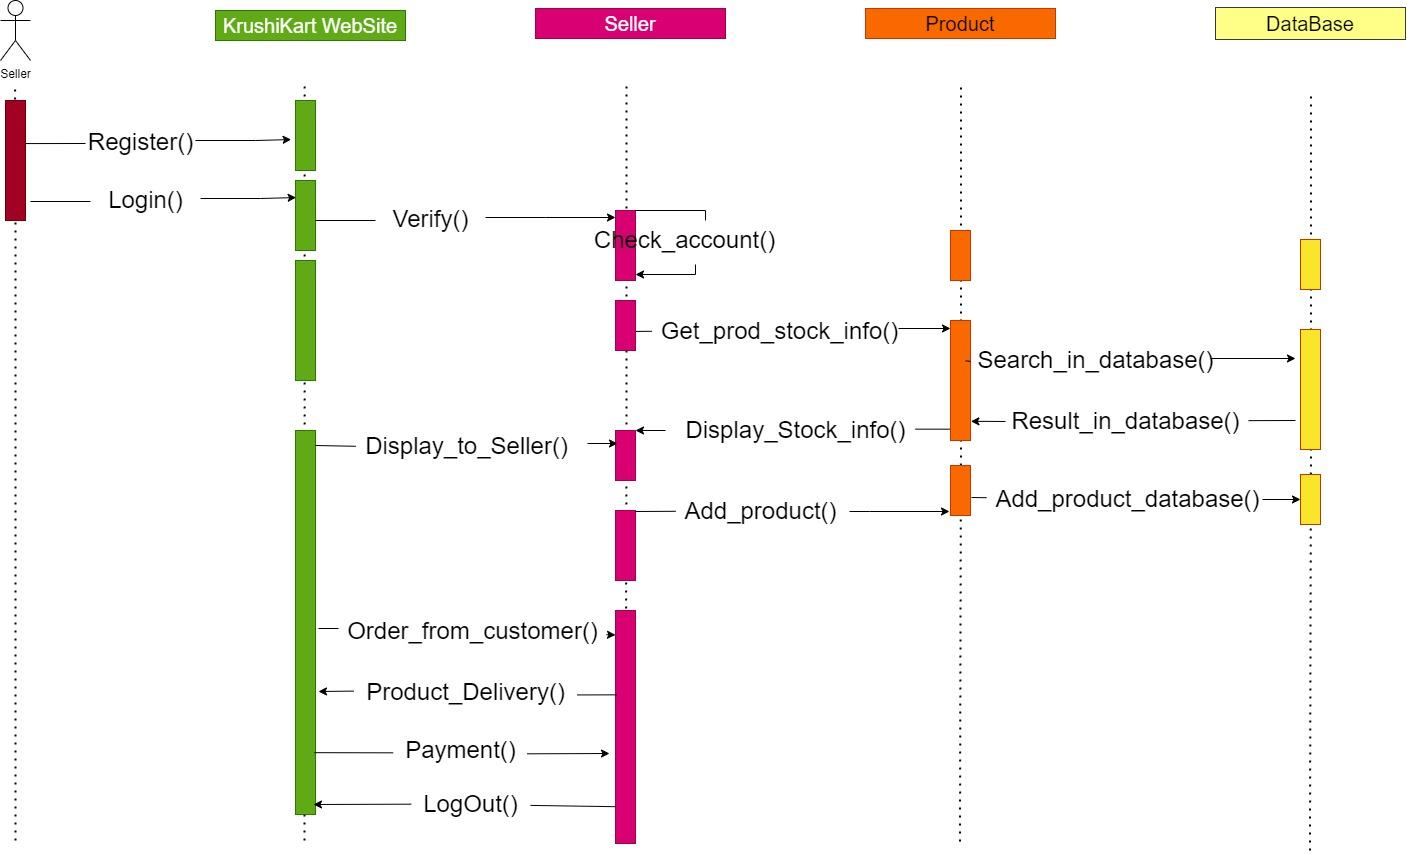 KrushiKart WebSite
Seller
Product
DataBase
Seller
Register()
Login()
Verify()
Check_account()
Get_prod_stock_info()
Search_in_database()
Result_in_database()
Display_Stock_info()
Display_to_Seller()
Add_product_database()
Add_product()
Order_from_customer()
Product_Delivery()
Payment()
LogOut()